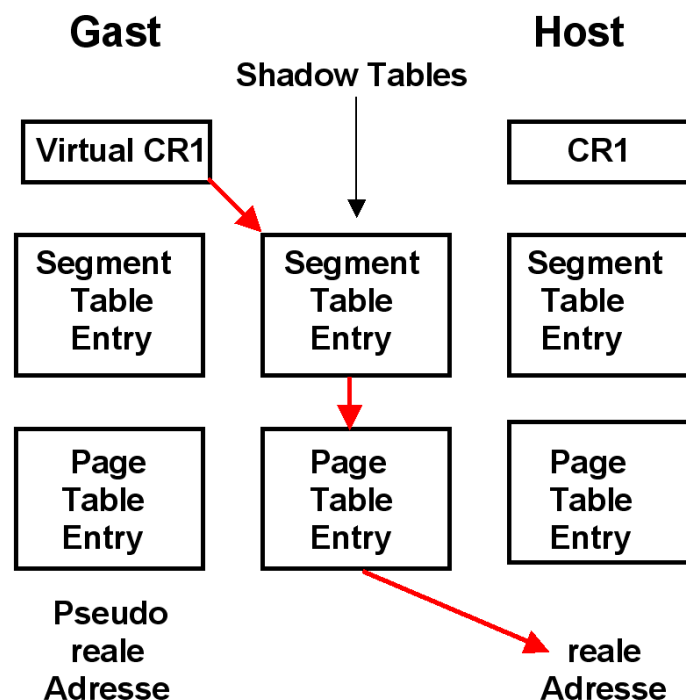 Gast
Host
Shadow Tables
Virtual CR1
CR1
Segment
Table
Entry
Segment
Table
Entry
Segment
Table
Entry
Page
Table
Entry
Page
Table
Entry
Page
Table
Entry
Pseudo
reale
Adresse
reale
Adresse